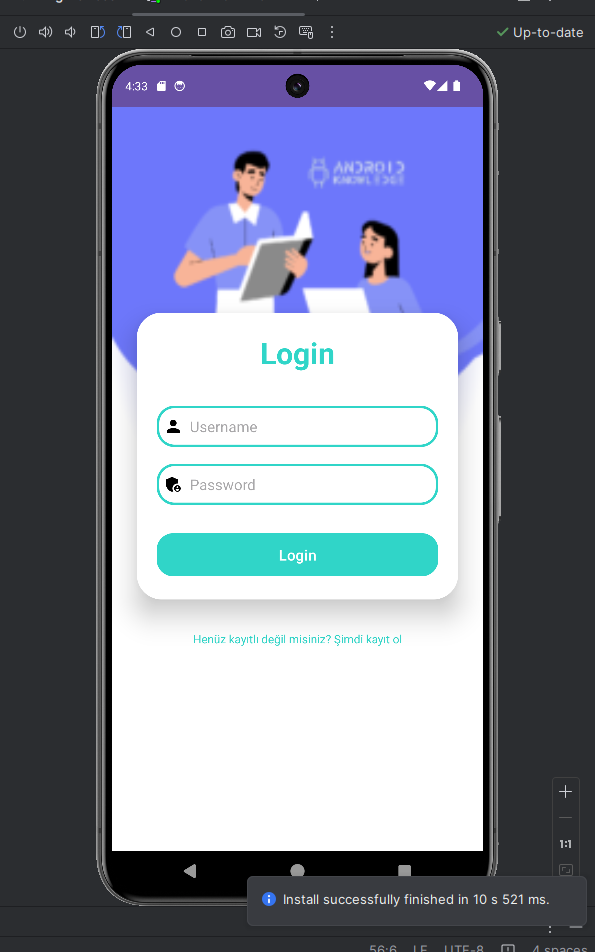 Up-to-date
4:33
ANDROID
KNOWLEDGE
Login
Username
Password
Login
Henüz kayıtlı değil misiniz? Şimdi kayıt ol
1:1
Install successfully finished in 10 s 521 ms.
56:6 LF UTF-8 4 spaces